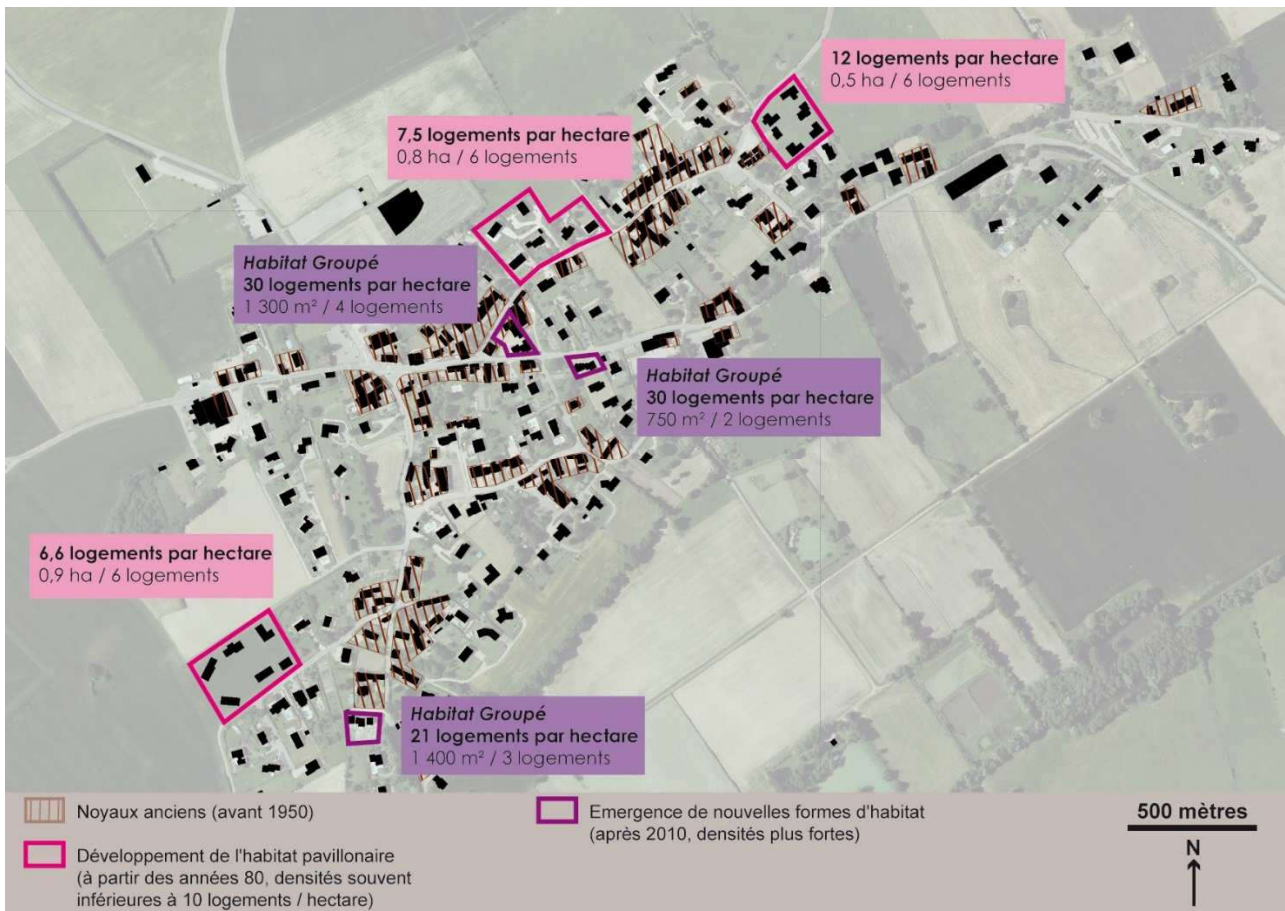 12 logements par hectare
0,5 ha / 6 logements
7,5 logements par hectare
0,8 ha / 6 logements
Habitat Groupé
30 logements par hectare
1 300 m² / 4 logements
Habitat Groupé
30 logements par hectare
750 m² / 2 logements
6,6 logements par hectare
0,9 ha / 6 logements
Habitat Groupé
21 logements par hectare
1 400 m² / 3 logements
Noyaux anciens (avant 1950)
Développement de l'habitat pavillonaire
(à partir des années 80, densités souvent
inférieures à 10 logements / hectare)
Emergence de nouvelles formes d'habitat
(après 2010, densités plus fortes)
500 mètres
N